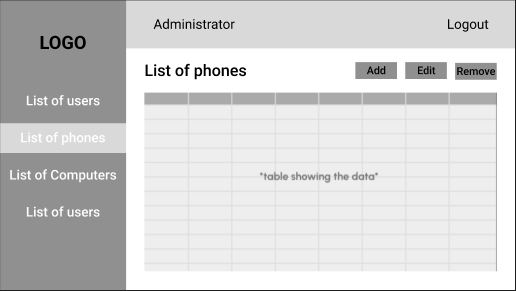 LOGO
List of users
List of phones
List of Computers
List of users
Administrator
Logout
List of phones
Add
Edit
Remove
"table showing the data"